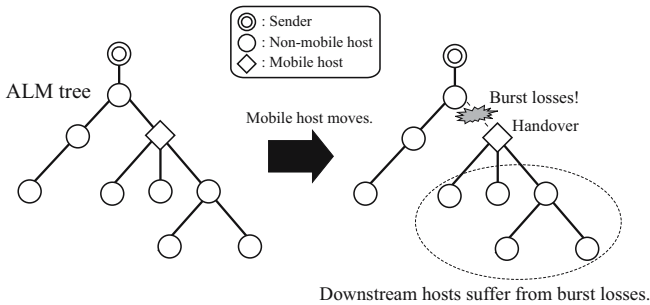 : Sender
: Non-mobile host
: Mobile host
ALM tree
Mobile host moves.
Burst losses!
Handover
Downstream hosts suffer from burst losses.